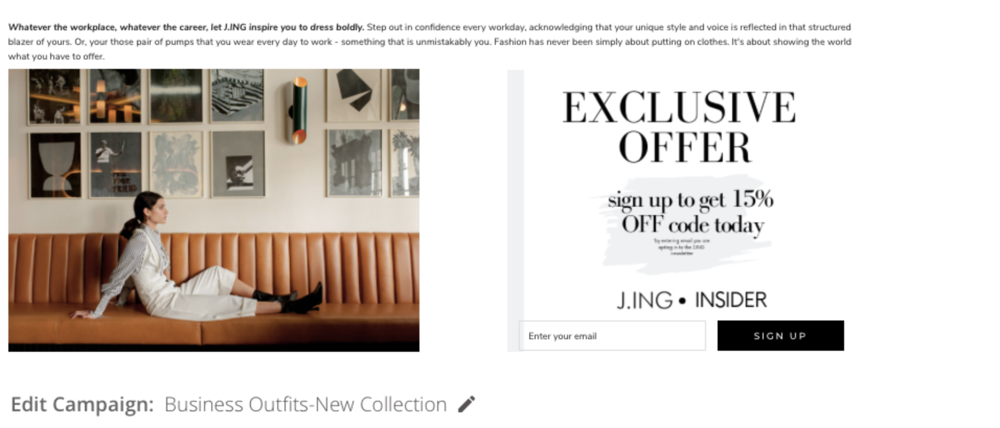 Whatever the workplace, whatever the career, let J.ING inspire you to dress boldly. Step out in confidence every workday, acknowledging that your unique style and voice is reflected in that structured
blazer of yours. Or, your those pair of pumps that you wear every day to work - something that is unmistakably you. Fashion has never been simply about putting on clothes. It's about showing the world
what you have to offer.
YOUR
FRIEND
EXCLUSIVE
OFFER
sign up to get 15%
OFF code today
*by entering email you are
opting in to the J.ING
newsletter
J.ING • INSIDER
Enter your email
SIGN UP
Edit Campaign: Business Outfits-New Collection